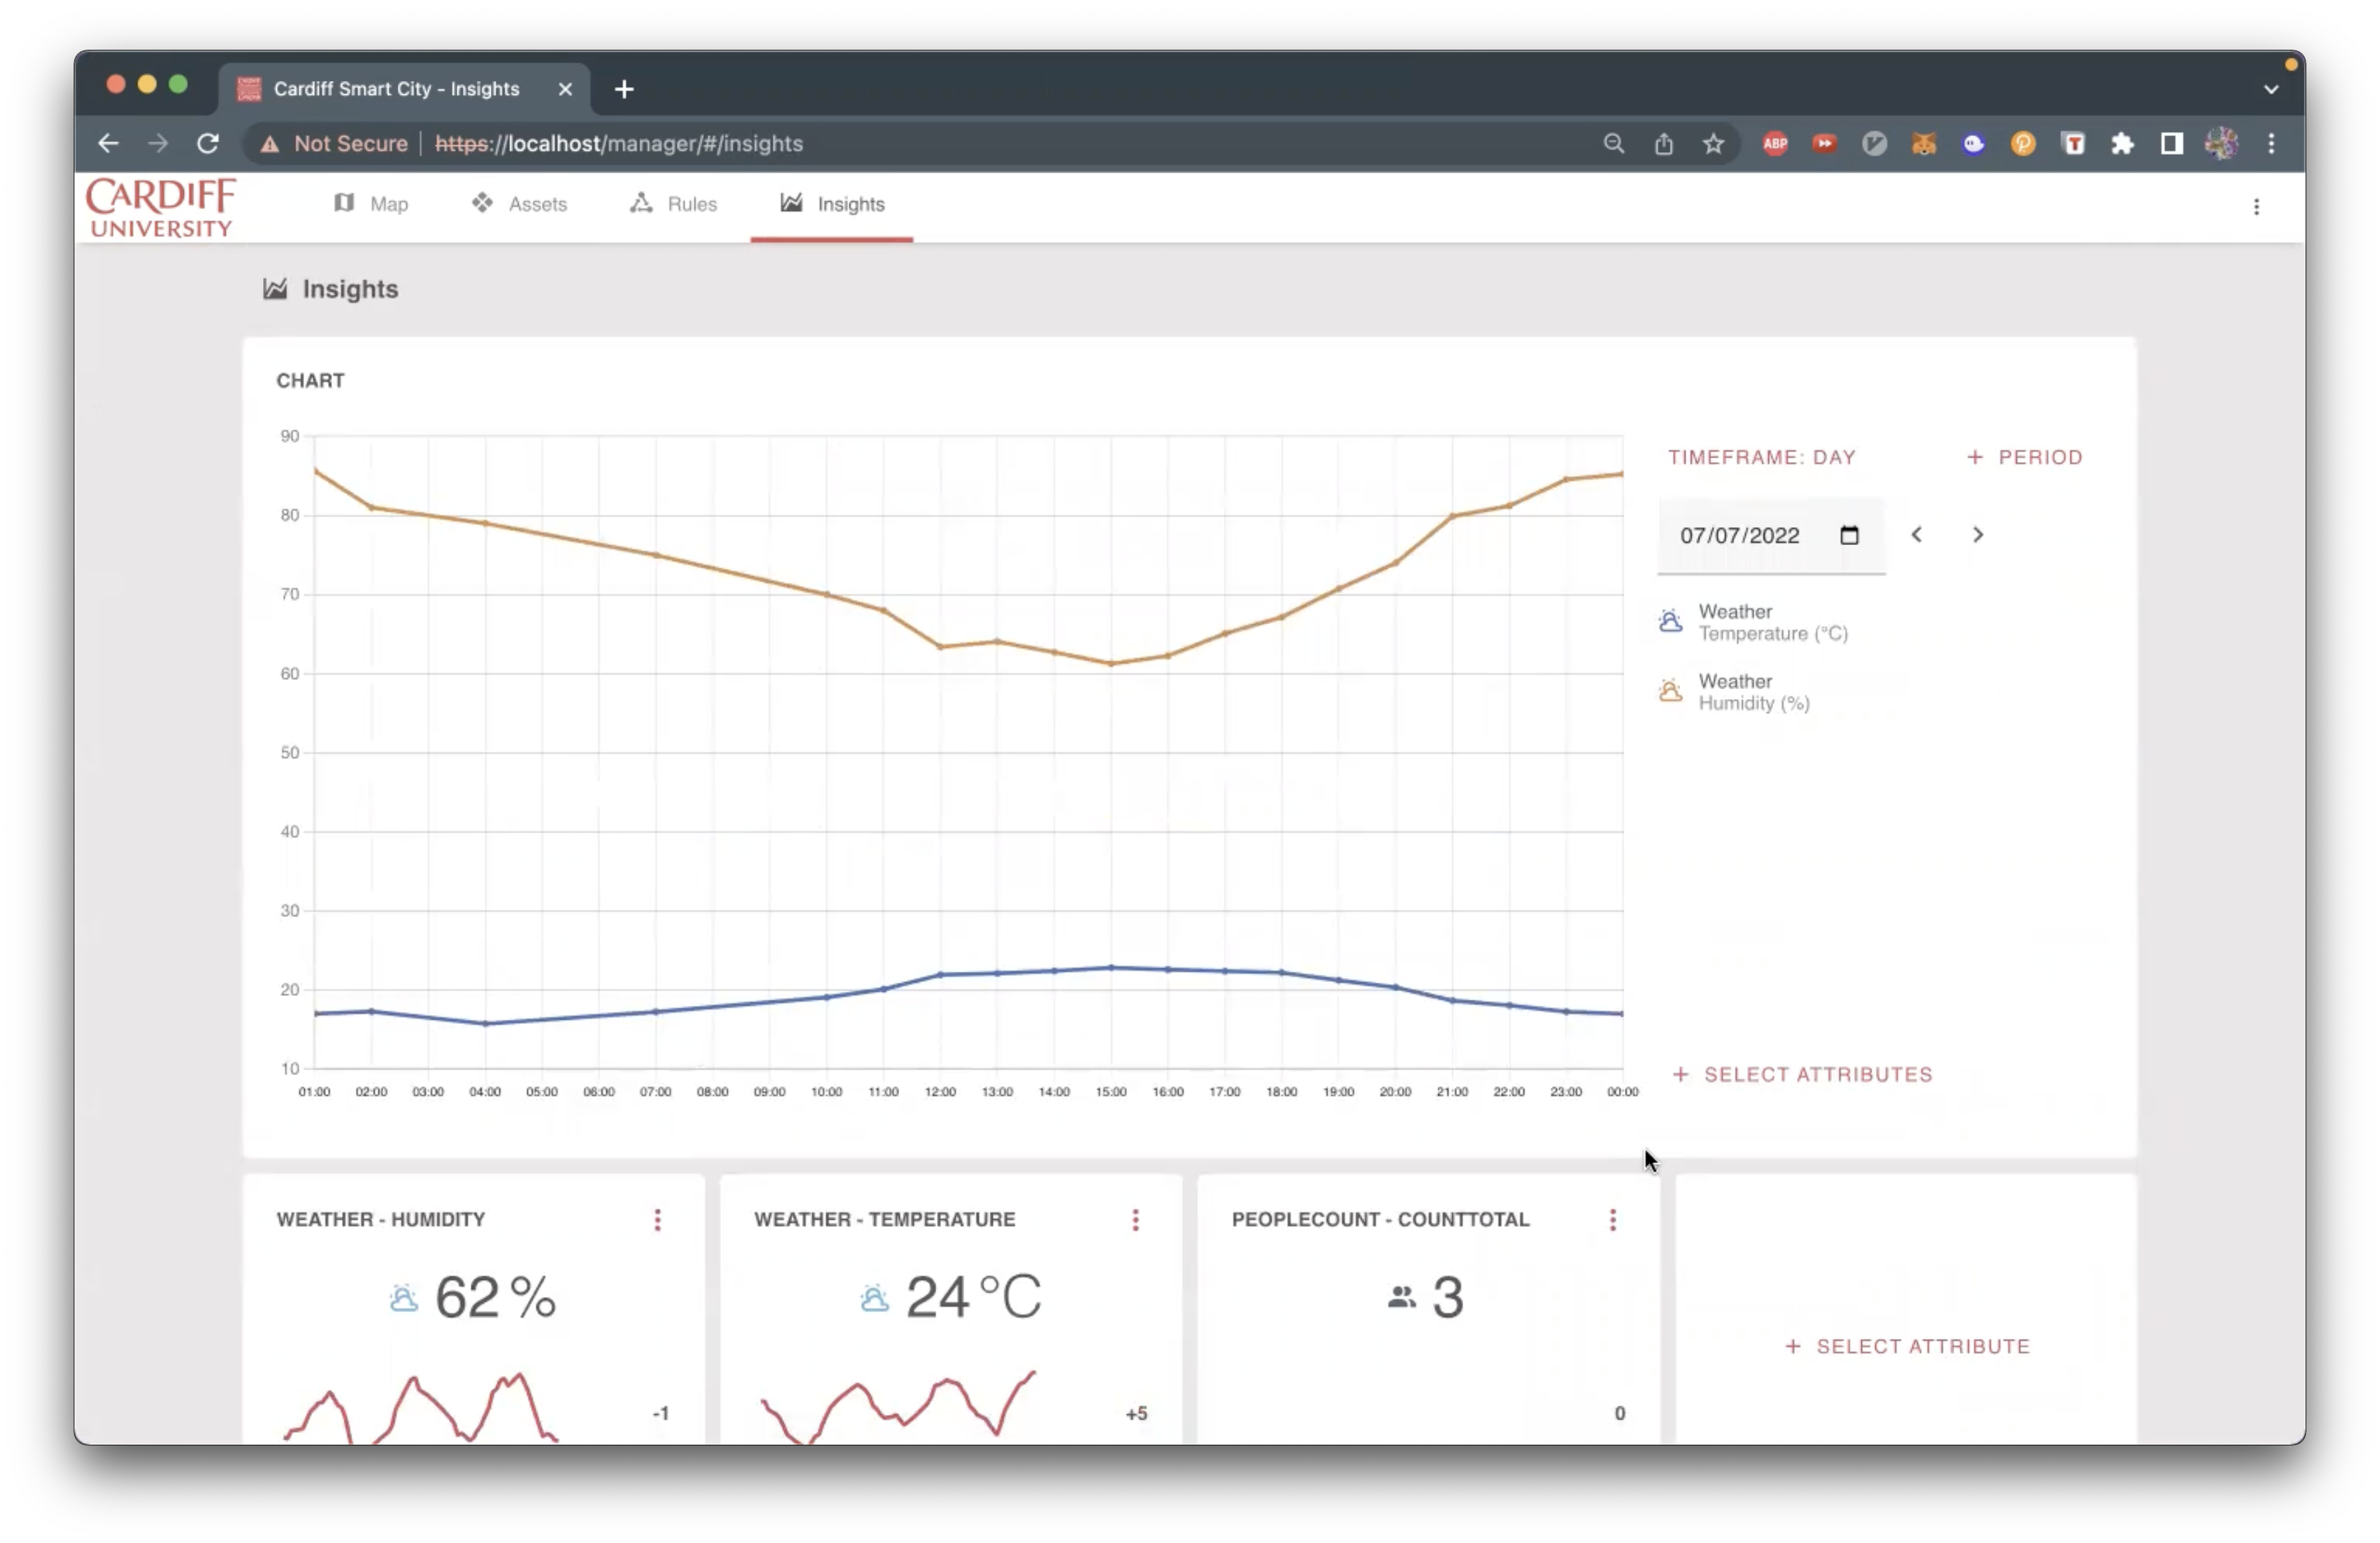 Cardiff Smart City - Insights
Not Secure
https://localhost/manager/#/insights
ABP
T
CARDIFF
UNIVERSITY
Map
Assets
Rules
Insights
Insights
CHART
90
80
70
60
50
40
30
20
10
01:00 02:00 03:00 04:00 05:00 06:00 07:00 08:00 09:00 10:00 11:00 12:00 13:00 14:00 15:00 16:00 17:00 18:00 19:00 20:00 21:00 22:00 23:00 00:00
TIMEFRAME: DAY
+ PERIOD
07/07/2022
Weather
Temperature (°C)
Weather
Humidity (%)
+ SELECT ATTRIBUTES
WEATHER - HUMIDITY
62 %
-1
WEATHER - TEMPERATURE
24 °C
+5
PEOPLECOUNT - COUNTTOTAL
3
0
+ SELECT ATTRIBUTE